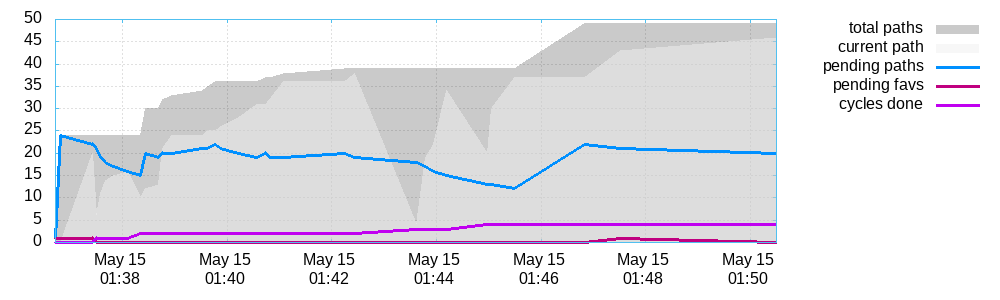 50
45
40
35
30
25
20
15
10
5
0
May 15
01:38
May 15
01:40
May 15
01:42
May 15
01:44
May 15
01:46
May 15
01:48
May 15
01:50
total paths
current path
pending paths
pending favs
cycles done